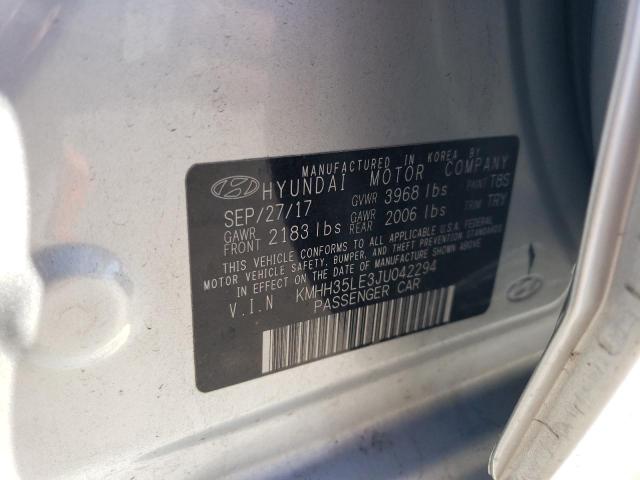 MANUFACTURED IN KOREA BY
HYUNDAI MOTOR COMPANY
SEP/27/17 GVWR 3968 lbs PAINT T8S
GAWR FRONT 2183 lbs GAWR REAR 2006 lbs TRIM TRY
THIS VEHICLE CONFORMS TO ALL APPLICABLE U.S.A. FEDERAL
MOTOR VEHICLE SAFETY, BUMPER, AND THEFT PREVENTION STANDARDS
IN EFFECT ON THE DATE OF MANUFACTURE SHOWN ABOVE
V.I.N KMHH35LE3JU042294
PASSENGER CAR